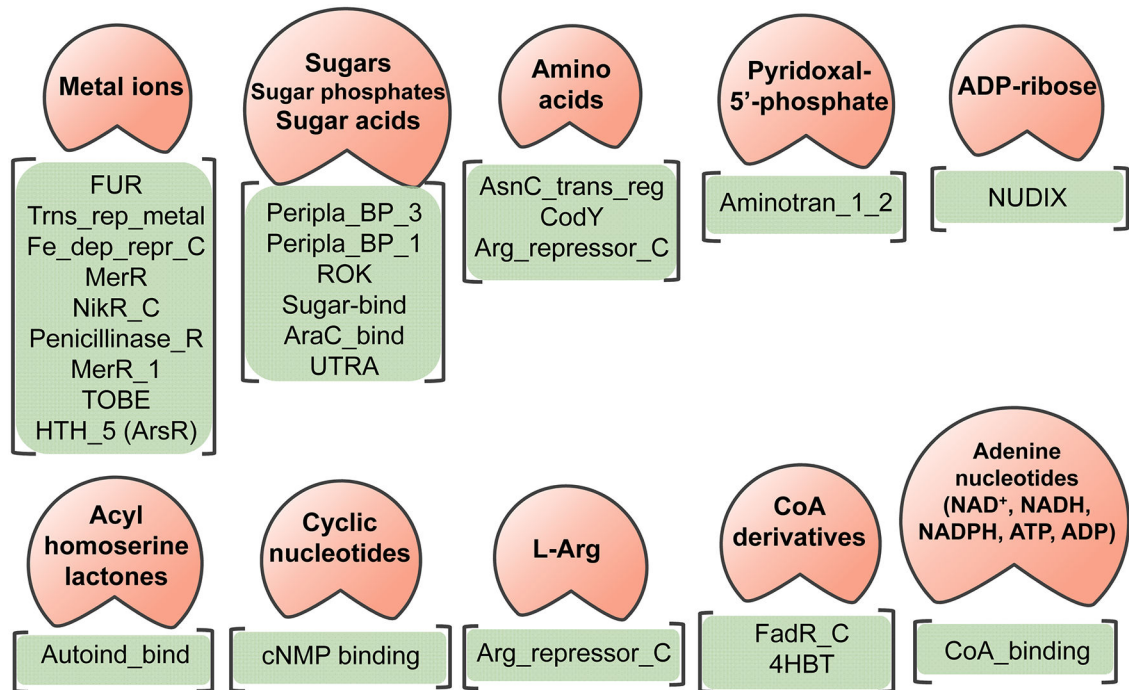 Metal ions
FUR
Trns_rep_metal
Fe_dep_repr_C
MerR
NikR_C
Penicillinase_R
MerR_1
TOBE
HTH_5 (ArsR)
Sugars
Sugar phosphates
Sugar acids
Peripla_BP_3
Peripla_BP_1
ROK
Sugar-bind
AraC_bind
UTRA
Amino
acids
AsnC_trans_reg
CodY
Arg_repressor_C
Pyridoxal-
5’-phosphate
Aminotran_1_2
ADP-ribose
NUDIX
Acyl
homoserine
lactones
Autoind_bind
Cyclic
nucleotides
cNMP binding
L-Arg
Arg_repressor_C
CoA
derivatives
FadR_C
4HBT
Adenine
nucleotides
(NAD⁺, NADH,
NADPH, ATP, ADP)
CoA_binding